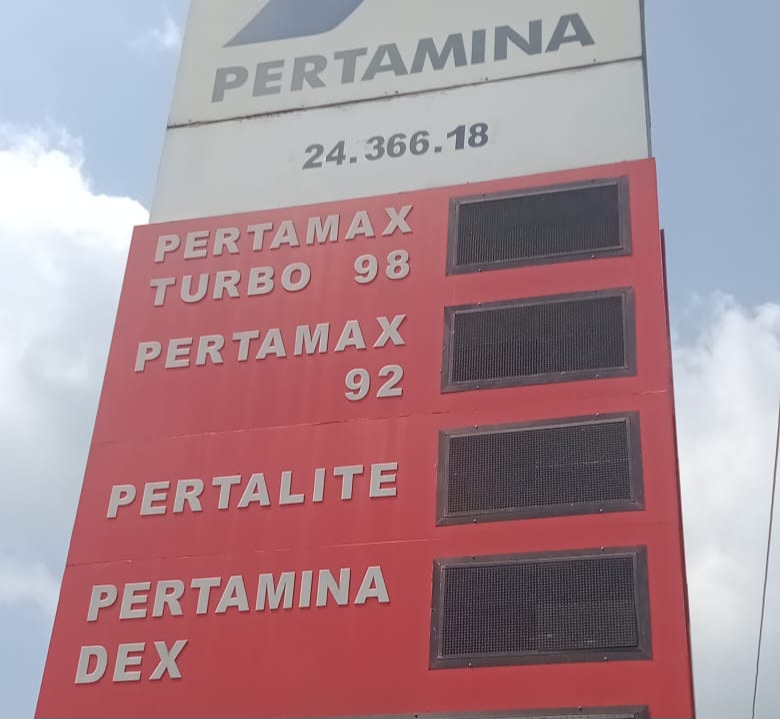 PERTAMINA
24.366.18
PERTAMAX
TURBO 98
PERTAMAX
92
PERTALITE
PERTAMINA
DEX